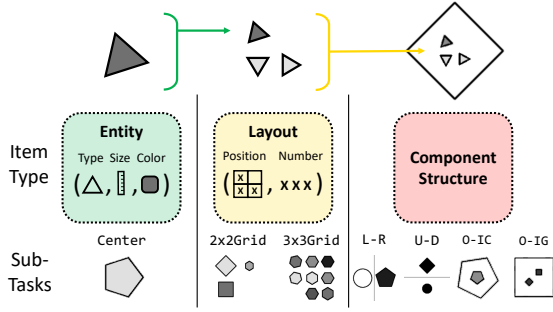 Item
Type
Entity
Type Size Color
( , , )
Layout
Position Number
(x x x , x x x)
Component
Structure
Sub-
Tasks
Center
2x2Grid 3x3Grid
L-R U-D O-IC O-IG